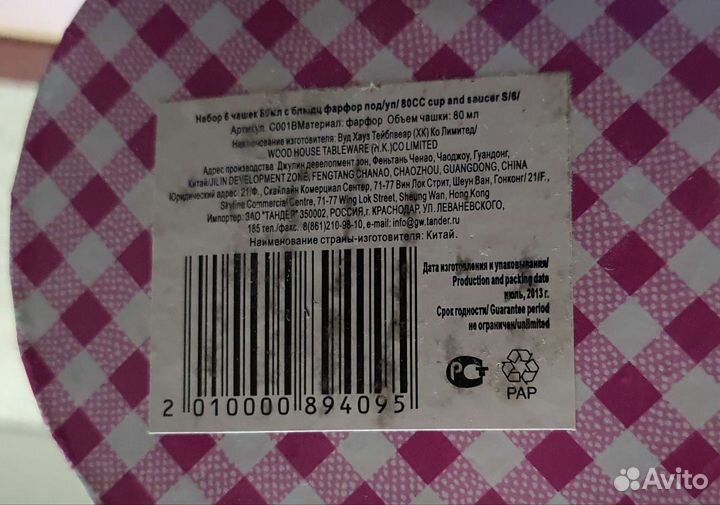 Набор 6 чашек 80мл с блюдц фарфор под/уп/ 80CC cup and saucer S/6/
Артикул C001BМатериал: фарфор Объем чашки: 80 мл
Наименование изготовителя: Вуд Хауз Тейблвеар (ХК) Ко Лимитед/
WOOD HOUSE TABLEWARE (H.K.)CO LIMITED
Адрес производства: Джулин девелопмент зон, Феньтань Ченао, Чаоджоу, Гуандонг,
Китай/JILIN DEVELOPMENT ZONE, FENGTANG CHANAO, CHAOZHOU, GUANGDONG, CHINA
Юридический адрес: 21/Ф., Скайлайн Комерциал Сантер, 71-77 Вин Лок Стрит, Шеун Ван, Гонконг/ 21/F.,
Skyline Commercial Centre, 71-77 Wing Lok Street, Sheung Wan, Hong Kong
Импортер: ЗАО "ТАНДЕР" 350002, РОССИЯ,г. КРАСНОДАР, УЛ. ЛЕВАНЕВСКОГО,
185 тел./факс. 8(861)210-98-10, e-mail= info@gw.tander.ru
Наименование страны-изготовителя: Китай.
Дата изготовления и упаковывания/
Production and packing date
июль, 2013 г.
Срок годности/ Guarantee period
не ограничен/unlimited
РСТ
PAP
2 010000 894095
Avito